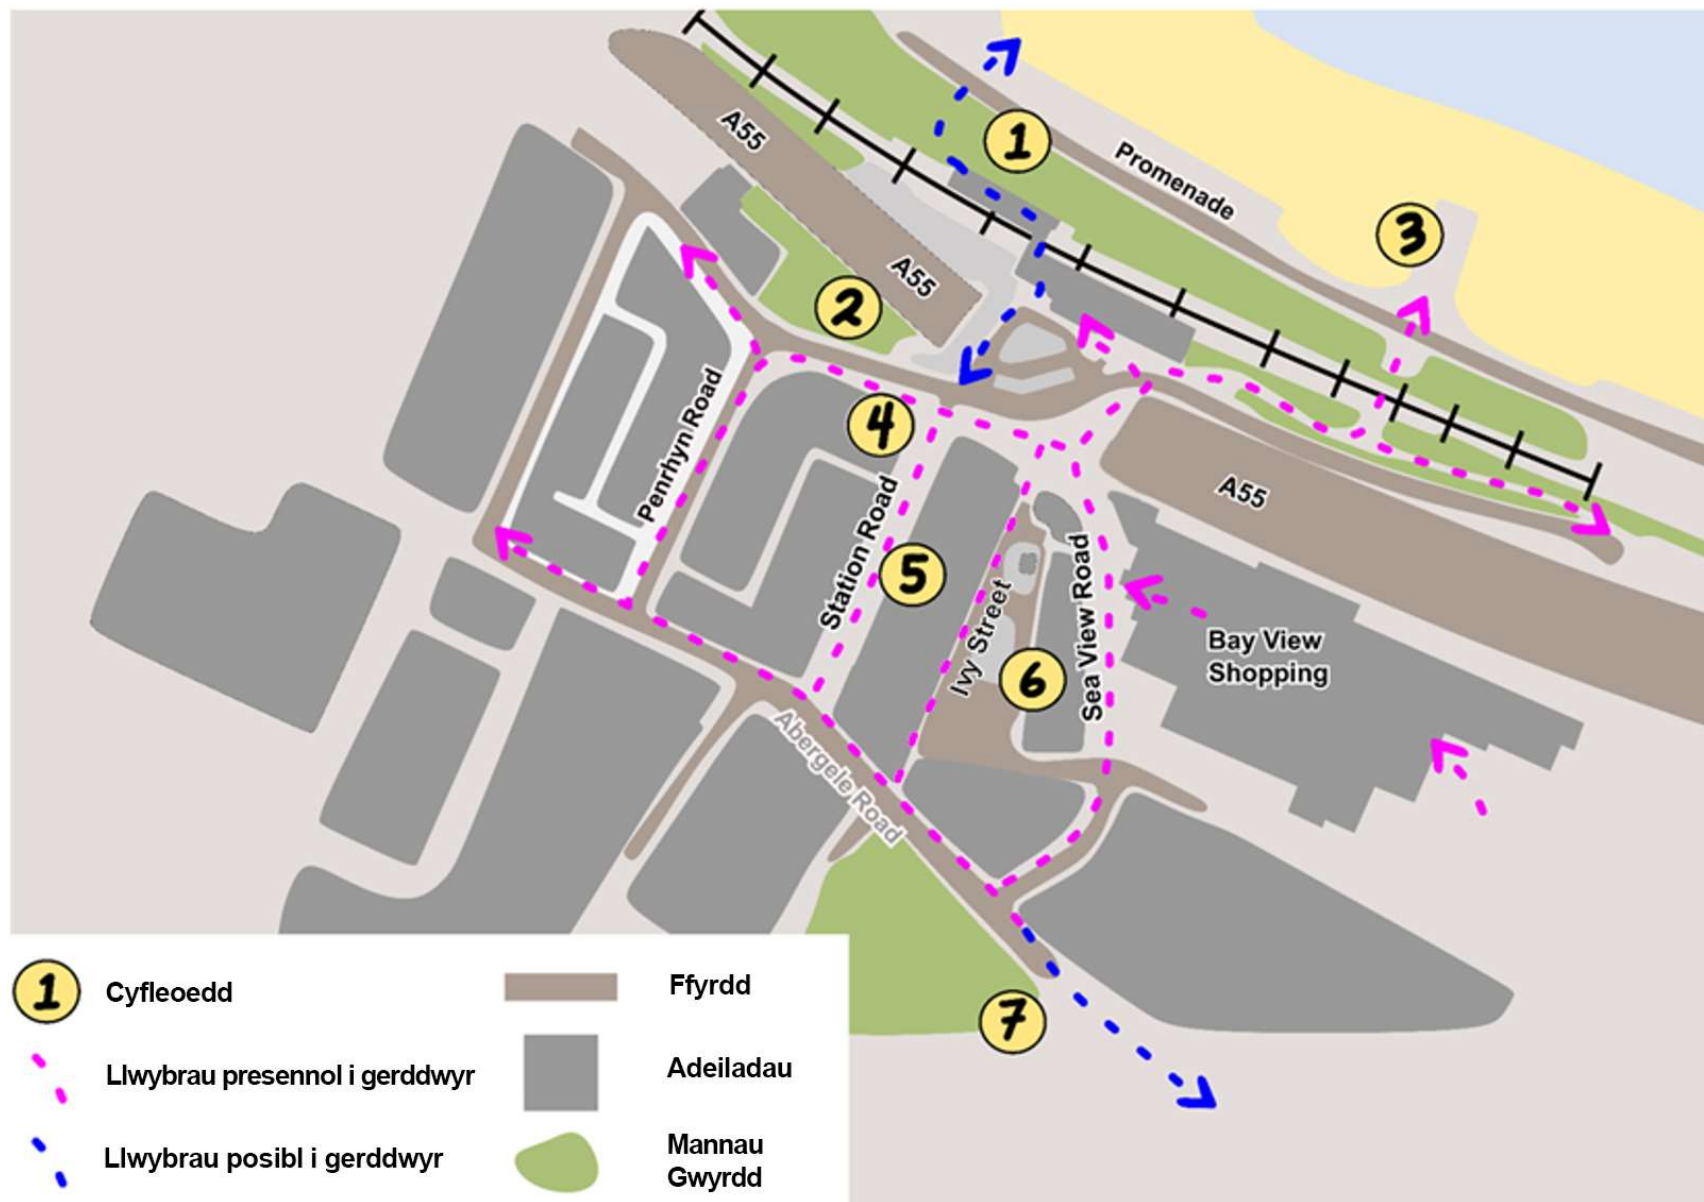 A55
1
Promenade
3
A55
2
4
Penrhyn Road
Station Road
5
Ivy Street
6
Sea View Road
A55
Bay View
Shopping
Abergele Road
7
1
Cyfleoedd
Llwybrau presennol i gerddwyr
Llwybrau posibl i gerddwyr
Ffyrdd
Adeiladau
Mannau
Gwyrdd